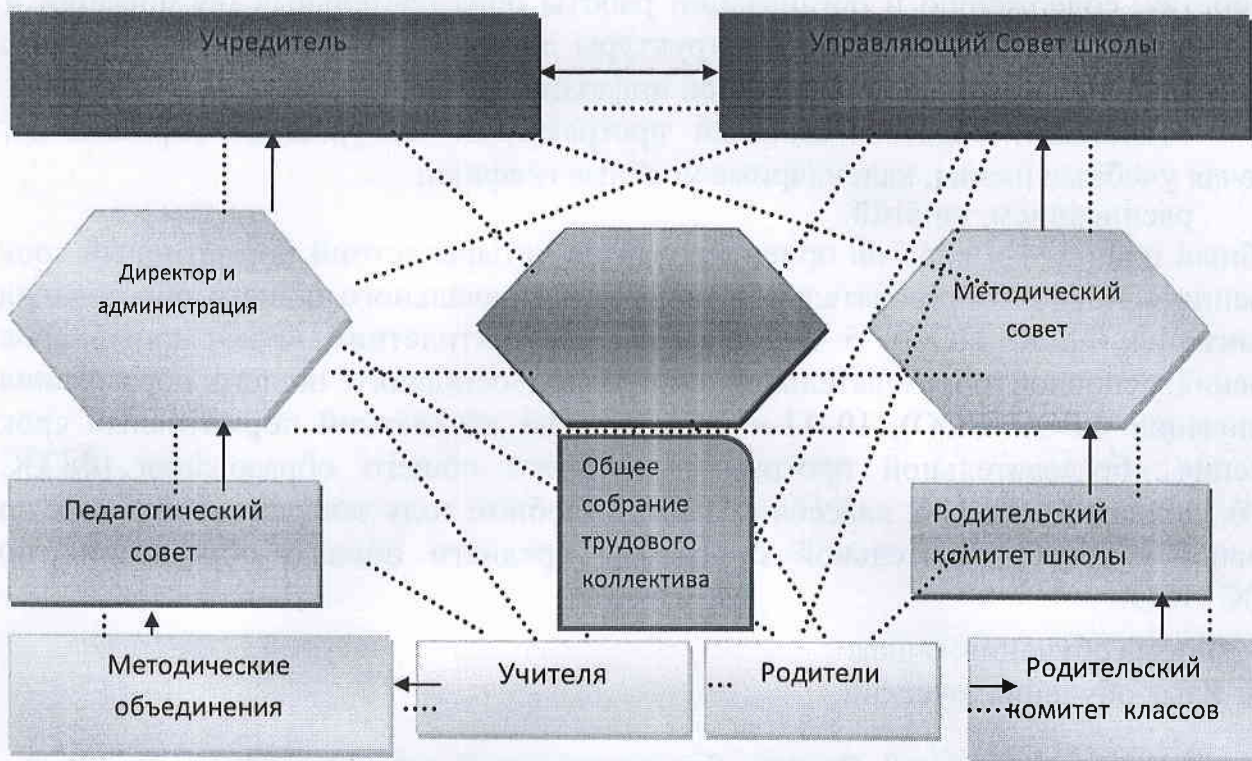 Учредитель
Управляющий Совет школы
Директор и
администрация
Методический
совет
Педагогический
совет
Общее
собрание
трудового
коллектива
Родительский
комитет школы
Методические
объединения
Учителя
Родители
Родительский
комитет классов